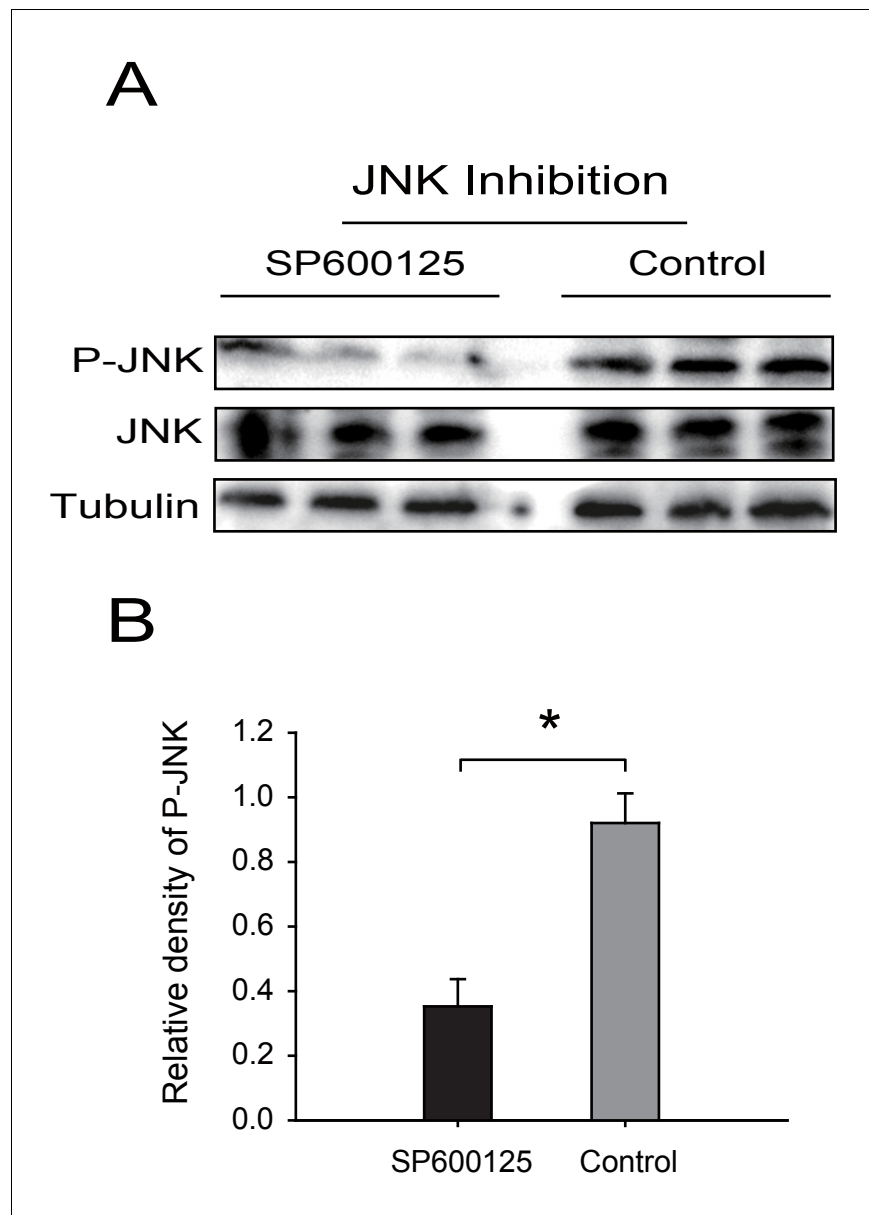 A
JNK Inhibition
SP600125 Control
P-JNK
JNK
Tubulin
B
*
Relative density of P-JNK
1.2
1.0
0.8
0.6
0.4
0.2
0.0
SP600125 Control